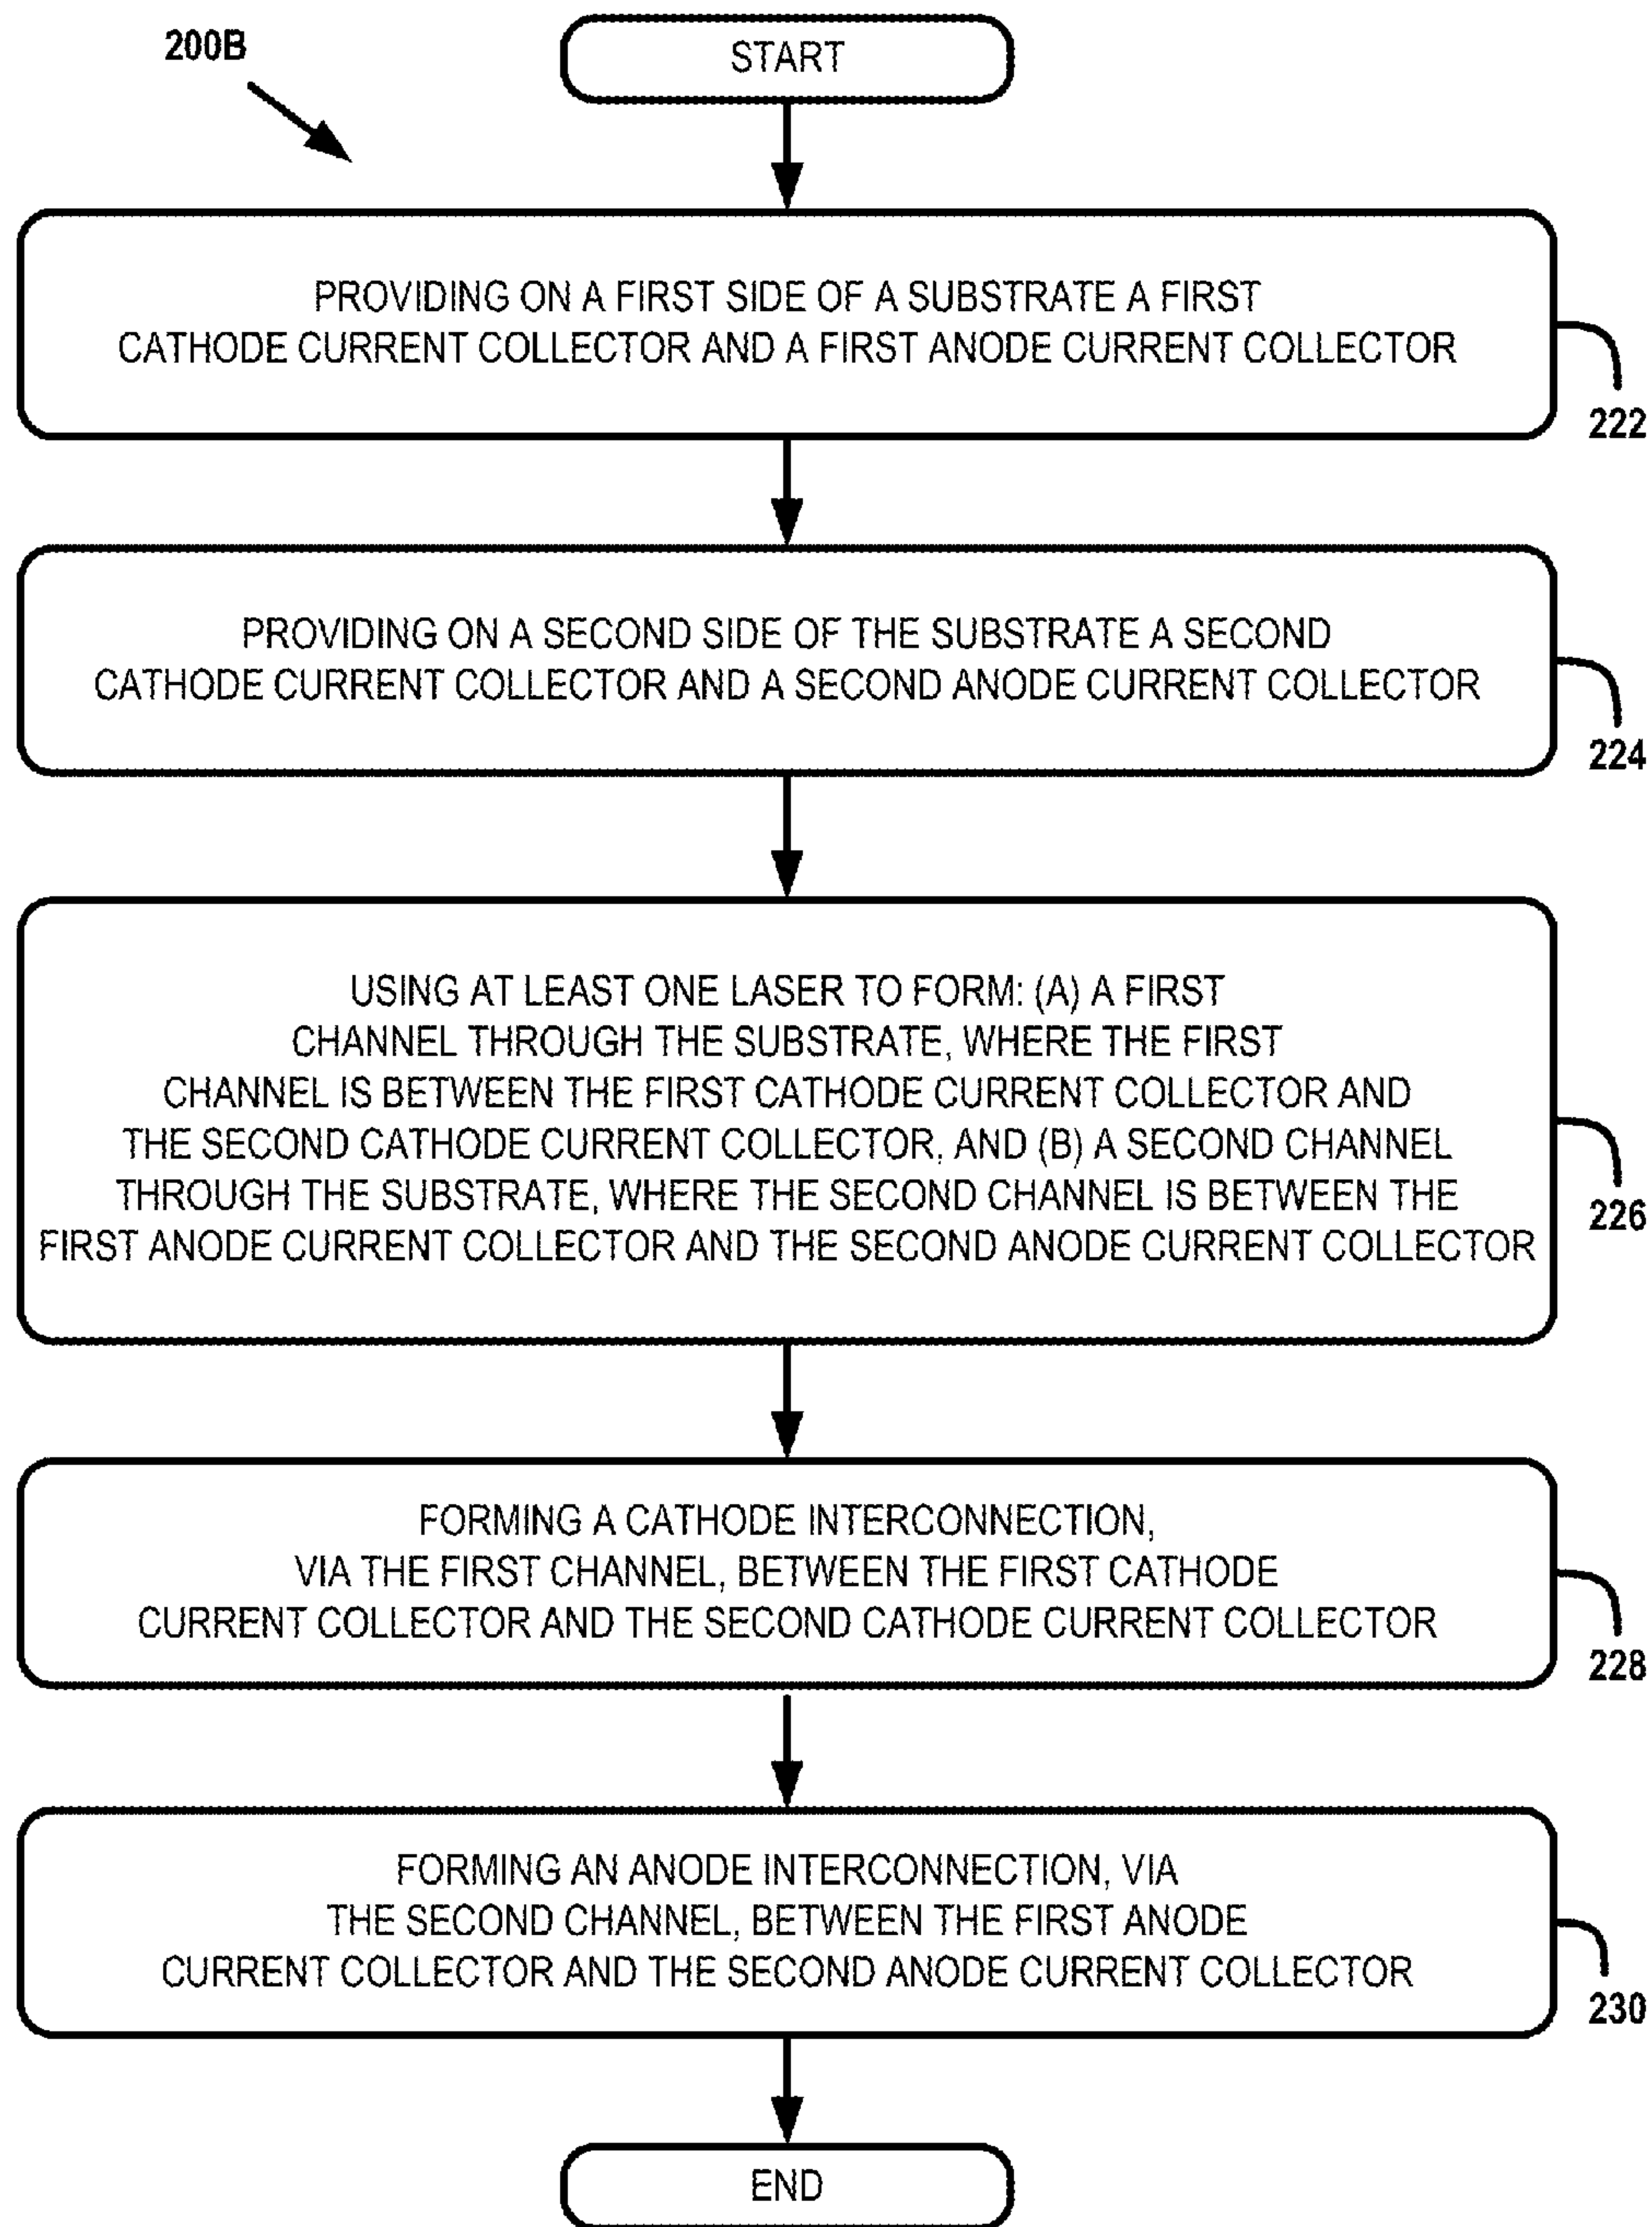 200B
START
PROVIDING ON A FIRST SIDE OF A SUBSTRATE A FIRST
CATHODE CURRENT COLLECTOR AND A FIRST ANODE CURRENT COLLECTOR
222
PROVIDING ON A SECOND SIDE OF THE SUBSTRATE A SECOND
CATHODE CURRENT COLLECTOR AND A SECOND ANODE CURRENT COLLECTOR
224
USING AT LEAST ONE LASER TO FORM: (A) A FIRST
CHANNEL THROUGH THE SUBSTRATE, WHERE THE FIRST
CHANNEL IS BETWEEN THE FIRST CATHODE CURRENT COLLECTOR AND
THE SECOND CATHODE CURRENT COLLECTOR, AND (B) A SECOND CHANNEL
THROUGH THE SUBSTRATE, WHERE THE SECOND CHANNEL IS BETWEEN THE
FIRST ANODE CURRENT COLLECTOR AND THE SECOND ANODE CURRENT COLLECTOR
226
FORMING A CATHODE INTERCONNECTION,
VIA THE FIRST CHANNEL, BETWEEN THE FIRST CATHODE
CURRENT COLLECTOR AND THE SECOND CATHODE CURRENT COLLECTOR
228
FORMING AN ANODE INTERCONNECTION, VIA
THE SECOND CHANNEL, BETWEEN THE FIRST ANODE
CURRENT COLLECTOR AND THE SECOND ANODE CURRENT COLLECTOR
230
END